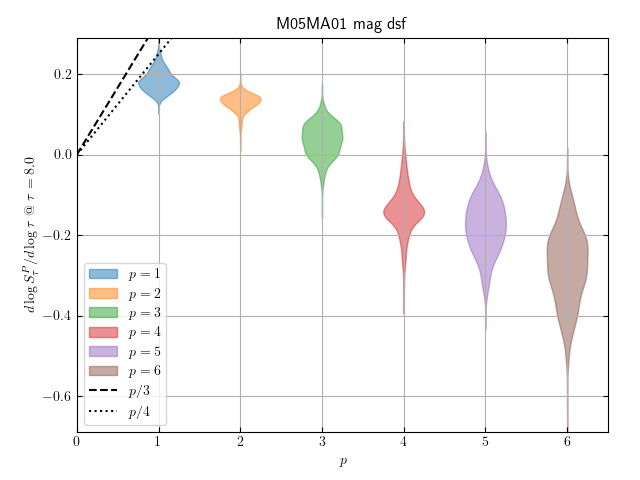 M05MA01 mag dsf
d log S_τ^P / d log τ @ τ = 8.0
0.2
0.0
−0.2
−0.4
−0.6
p = 1
p = 2
p = 3
p = 4
p = 5
p = 6
p/3
p/4
0 1 2 3 4 5 6
p